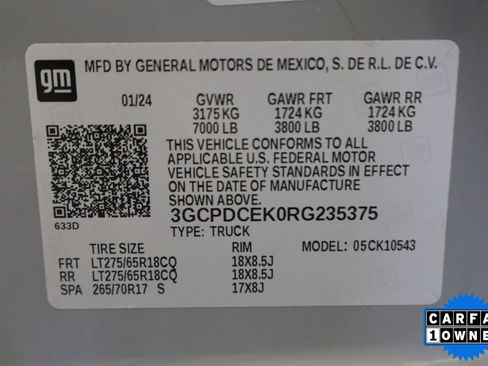 gm MFD BY GENERAL MOTORS DE MEXICO, S. DE R.L. DE C.V.
01/24 GVWR GAWR FRT GAWR RR
3175 KG 1724 KG 1724 KG
7000 LB 3800 LB 3800 LB
THIS VEHICLE CONFORMS TO ALL
APPLICABLE U.S. FEDERAL MOTOR
VEHICLE SAFETY STANDARDS IN EFFECT
ON THE DATE OF MANUFACTURE
SHOWN ABOVE.
633D 3GCPDCEK0RG235375
TYPE: TRUCK MODEL: 05CK10543
TIRE SIZE RIM
FRT LT275/65R18CQ 18X8.5J
RR LT275/65R18CQ 18X8.5J
SPA 265/70R17 S 17X8J
CARFA
1 OWNE